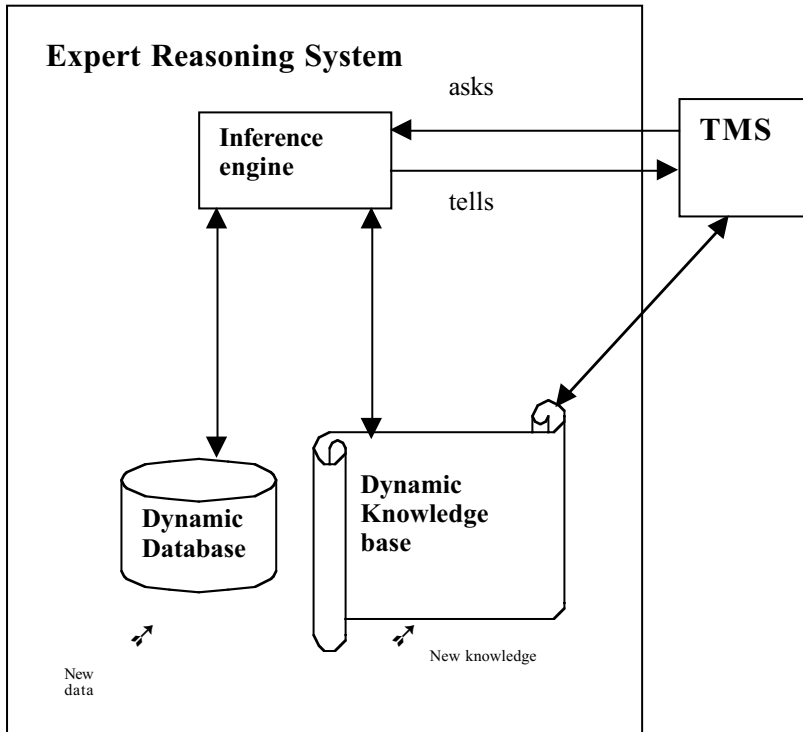 Expert Reasoning System
asks
TMS
Inference
engine
tells
Dynamic
Database
Dynamic
Knowledge
base
New knowledge
New
data